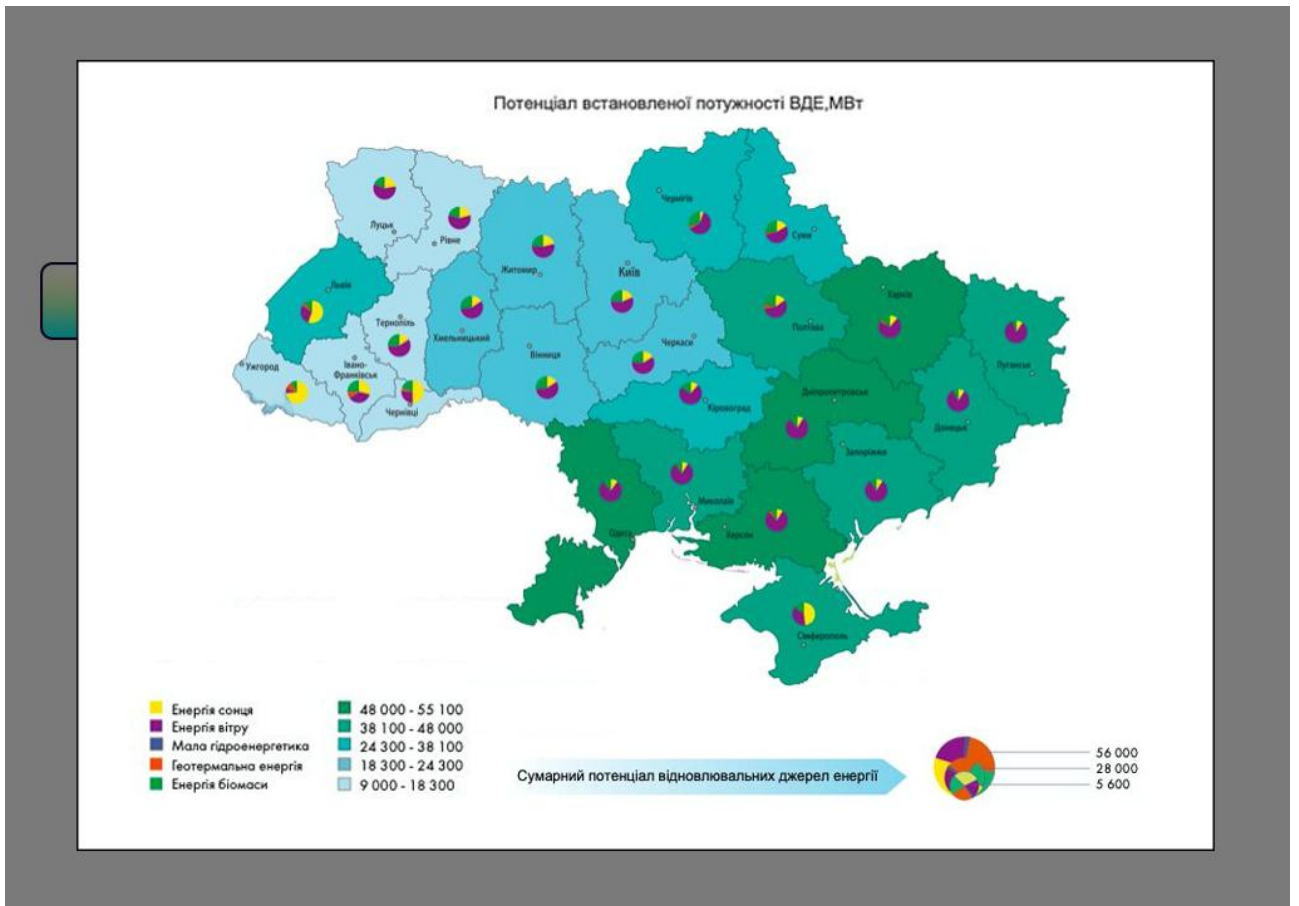 Потенціал встановленої потужності ВДЕ,МВт
Чернігів
Луцьк
Рівне
Суми
Київ
Житомир
Львів
Харків
Тернопіль
Полтава
Хмельницький
Черкаси
Вінниця
Луганськ
Ужгород
Івано-
Франківськ
Дніпропетровськ
Чернівці
Кіровоград
Донецьк
Запоріжжя
Миколаїв
Одеса
Херсон
Сімферополь
Енергія сонця
Енергія вітру
Мала гідроенергетика
Геотермальна енергія
Енергія біомаси
48 000 - 55 100
38 100 - 48 000
24 300 - 38 100
18 300 - 24 300
9 000 - 18 300
Сумарний потенціал відновлювальних джерел енергії
56 000
28 000
5 600